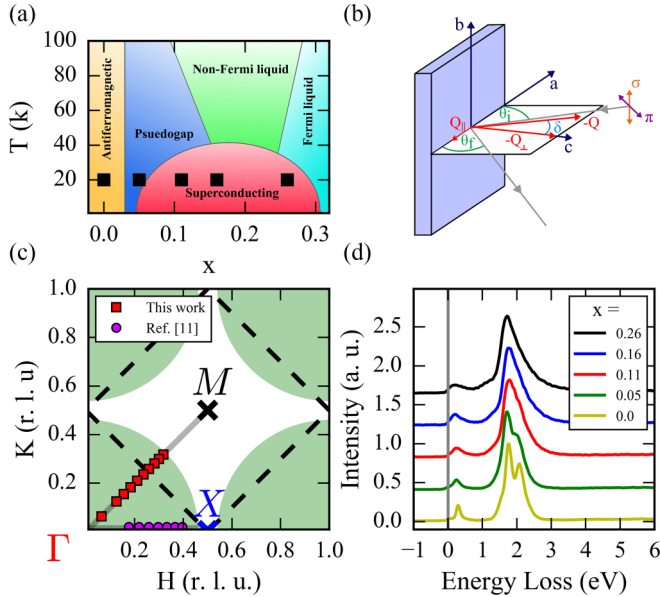 (a)
T (k)
100
80
60
40
20
Antiferromagnetic
Psuedogap
Non-Fermi liquid
Fermi liquid
Superconducting
0.0 0.1 0.2 0.3
x
(b)
b
a
σ
π
θi
-Q
Q||
δ
θf
-Q⊥
c
(c)
K (r. l. u)
1.0
0.8
0.6
0.4
0.2
This work
Ref. [11]
M
X
Γ
0.2 0.4 0.6 0.8 1.0
H (r. l. u.)
(d)
Intensity (a. u.)
2.5
2.0
1.5
1.0
0.5
0.0
x =
0.26
0.16
0.11
0.05
0.0
−1 0 1 2 3 4 5 6
Energy Loss (eV)